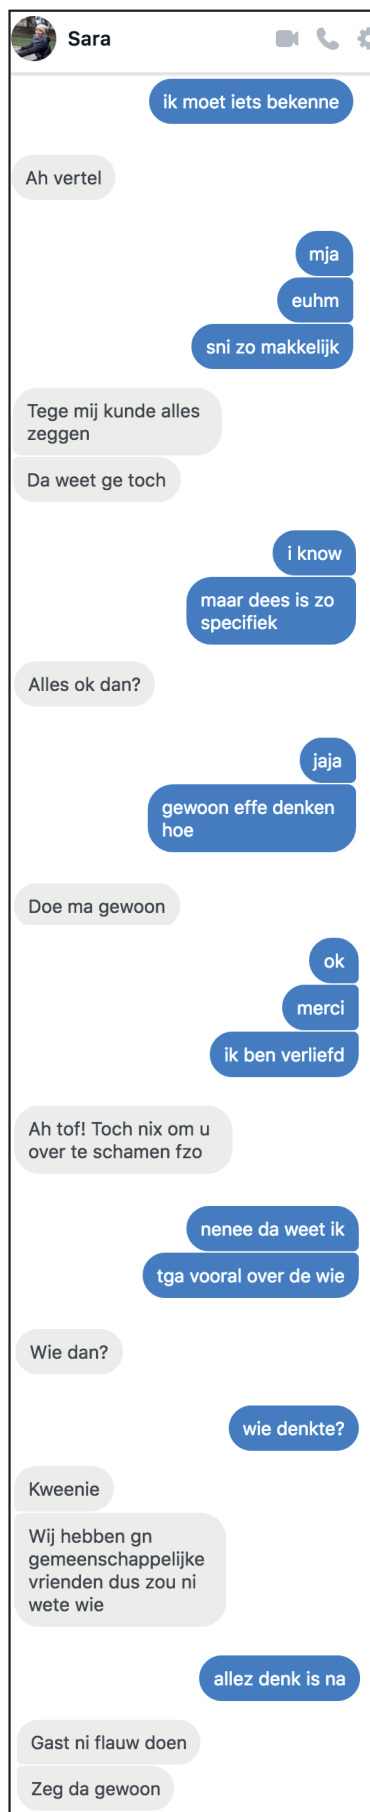 Sara
ik moet iets bekenne
Ah vertel
mja
euhm
sni zo makkelijk
Tege mij kunde alles
zeggen
Da weet ge toch
i know
maar dees is zo
specifiek
Alles ok dan?
jaja
gewoon effe denken
hoe
Doe ma gewoon
ok
merci
ik ben verliefd
Ah tof! Toch nix om u
over te schamen fzo
nenee da weet ik
tga vooral over de wie
Wie dan?
wie denkte?
Kweenie
Wij hebben gn
gemeenschappelijke
vrienden dus zou ni
wete wie
allez denk is na
Gast ni flauw doen
Zeg da gewoon